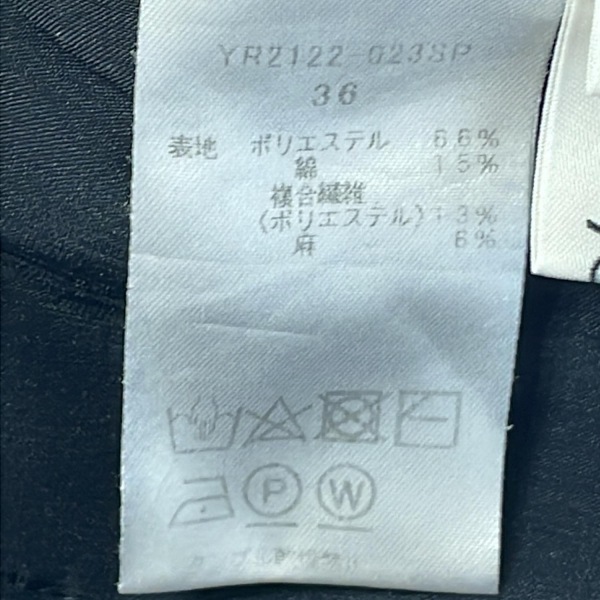 YR2122-023SP
36
表地 ポリエステル 66%
綿 15%
複合繊維
(ポリエステル) 13%
麻 6%
P W